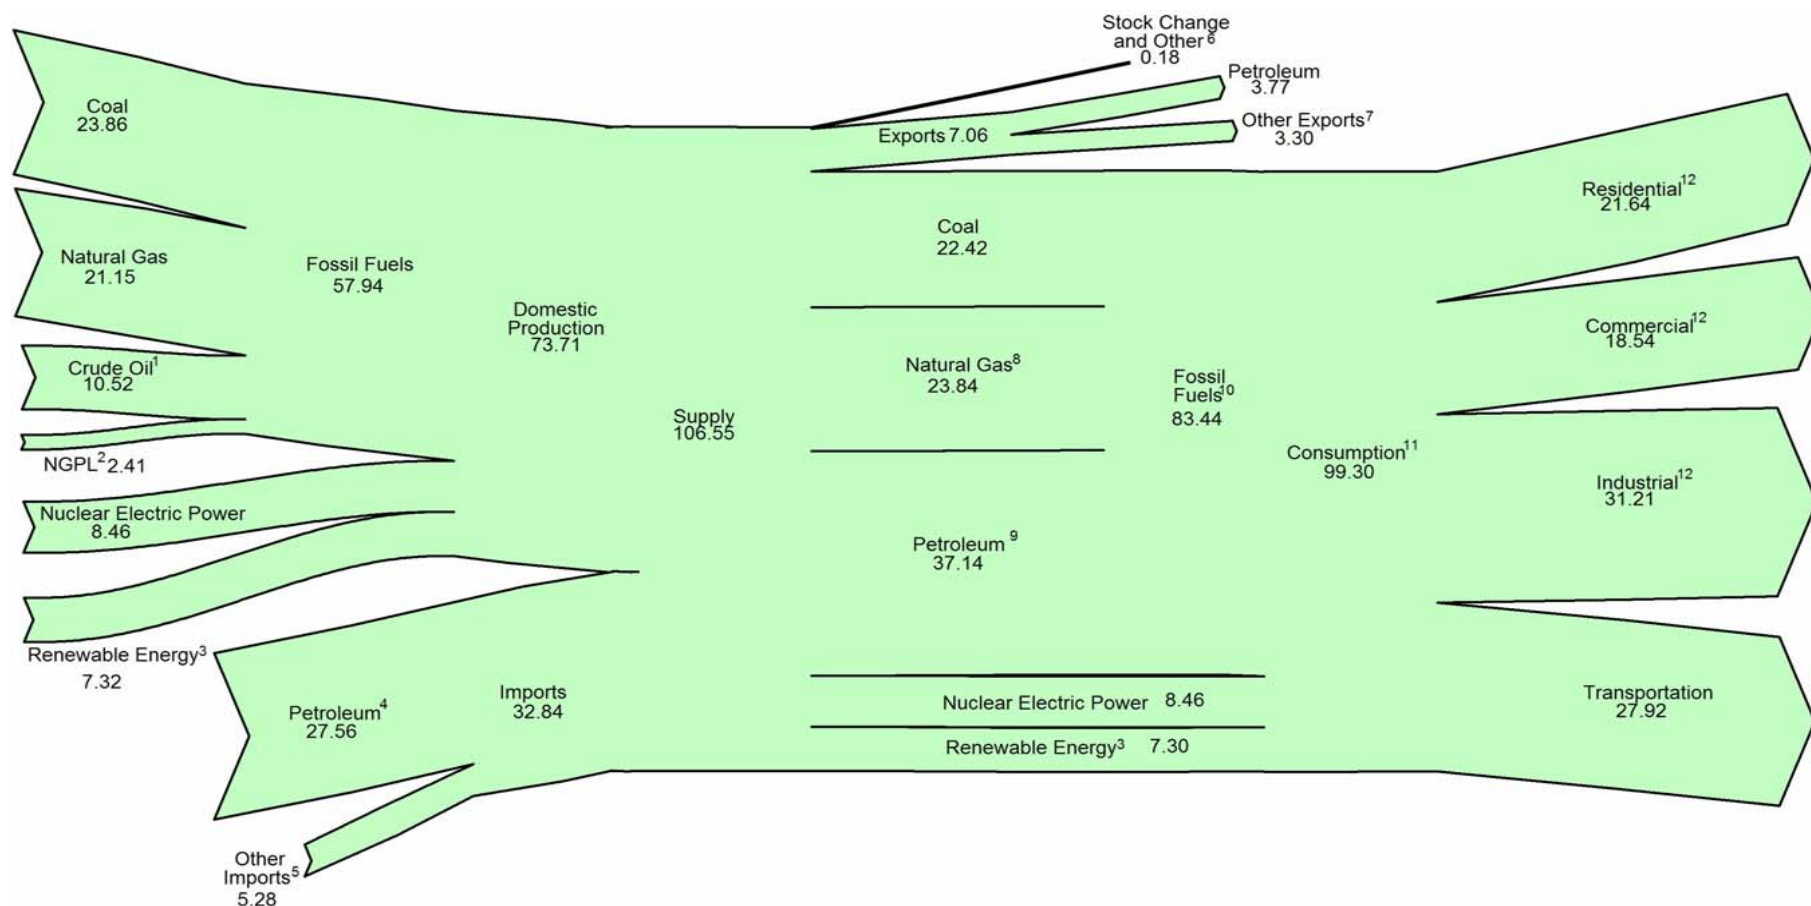 Coal
23.86
Natural Gas
21.15
Crude Oil¹
10.52
NGPL² 2.41
Nuclear Electric Power
8.46
Renewable Energy³
7.32
Fossil Fuels
57.94
Domestic
Production
73.71
Petroleum⁴
27.56
Other
Imports⁵
5.28
Imports
32.84
Supply
106.55
Stock Change
and Other⁶
0.18
Petroleum
3.77
Exports 7.06
Other Exports⁷
3.30
Coal
22.42
Natural Gas⁸
23.84
Petroleum ⁹
37.14
Nuclear Electric Power 8.46
Renewable Energy³ 7.30
Fossil
Fuels¹⁰
83.44
Consumption¹¹
99.30
Residential¹²
21.64
Commercial¹²
18.54
Industrial¹²
31.21
Transportation
27.92